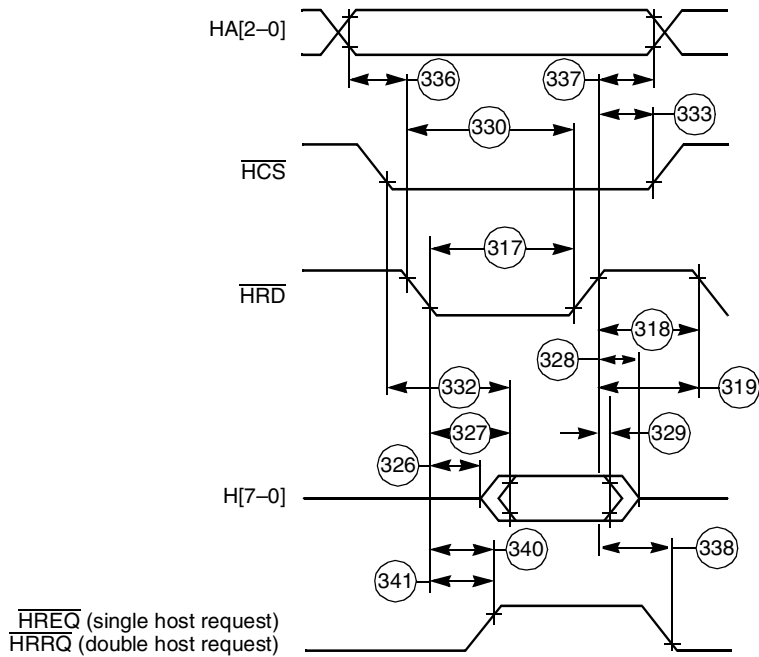 HA[2–0]
336
337
333
330
HCS
317
HRD
318
328
332
319
327
329
326
H[7–0]
340
338
341
HREQ (single host request)
HRRQ (double host request)